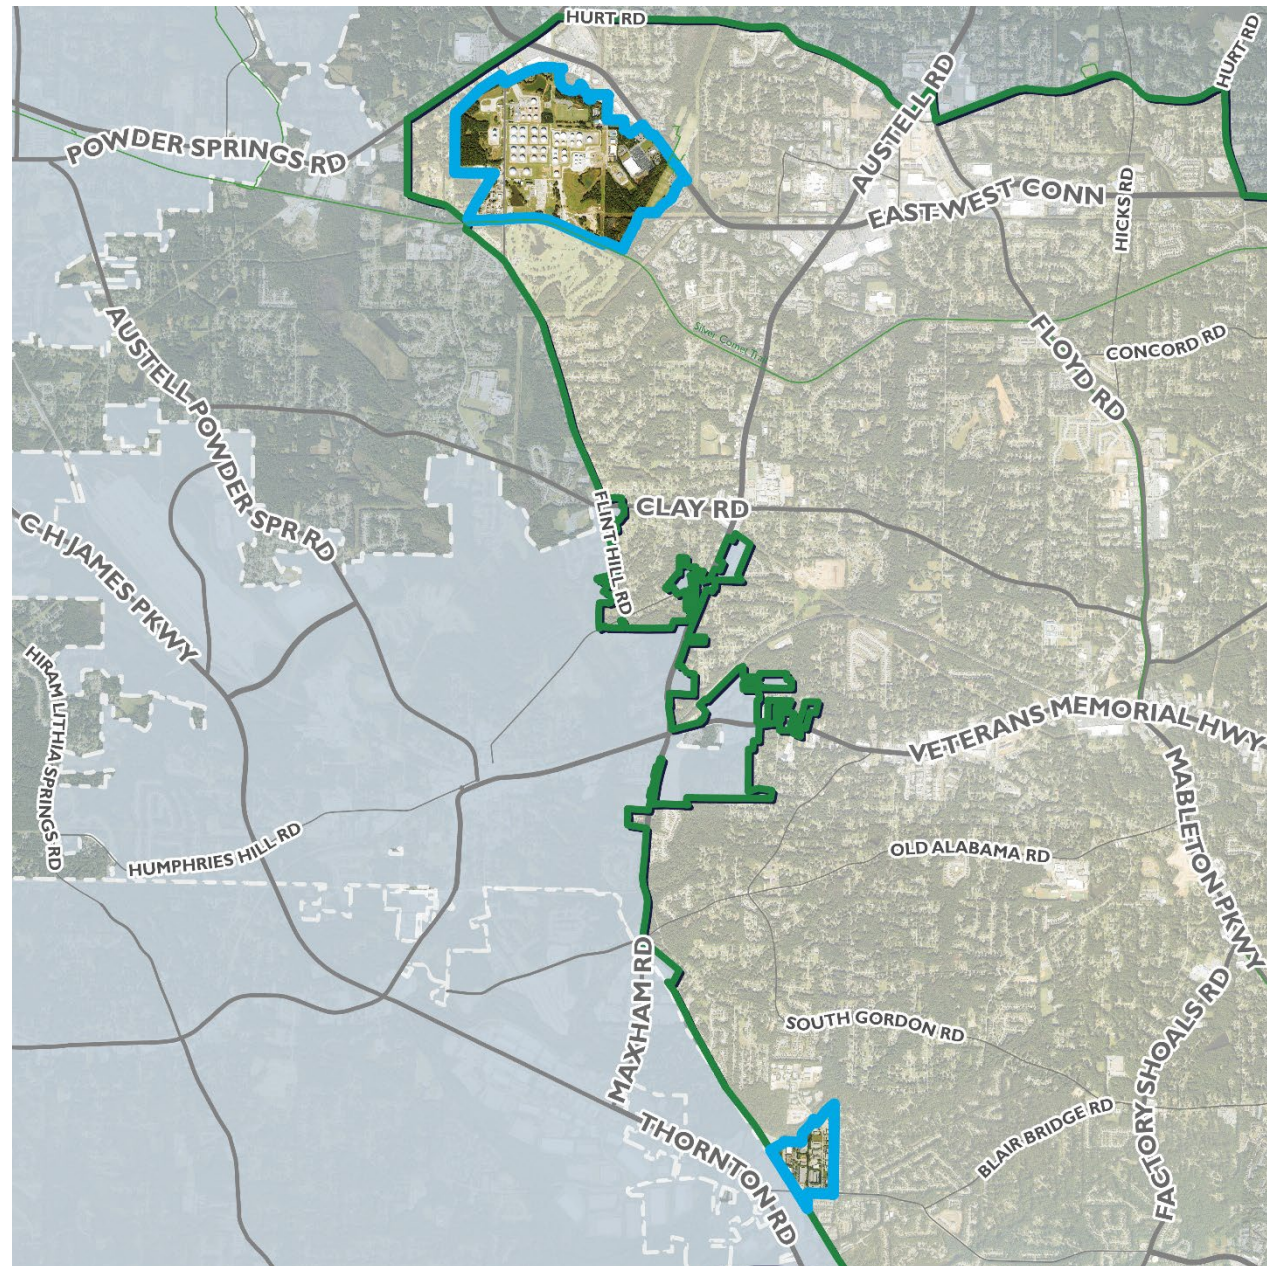 HURT RD
HURT RD
AUSTELL RD
POWDER SPRINGS RD
EAST-WEST CONN
HICKS RD
AUSTELL POWDER SPR RD
Silver Comet
FLOYD RD
CONCORD RD
FLINT HILL RD
CLAY RD
C H JAMES PKWY
HIRAM LITHIA SPRINGS RD
VETERANS MEMORIAL HWY
MABLETON PKWY
HUMPHRIES HILL RD
OLD ALABAMA RD
MAXHAM RD
SOUTH GORDON RD
FACTORY SHOALS RD
BLAIR BRIDGE RD
THORNTON RD